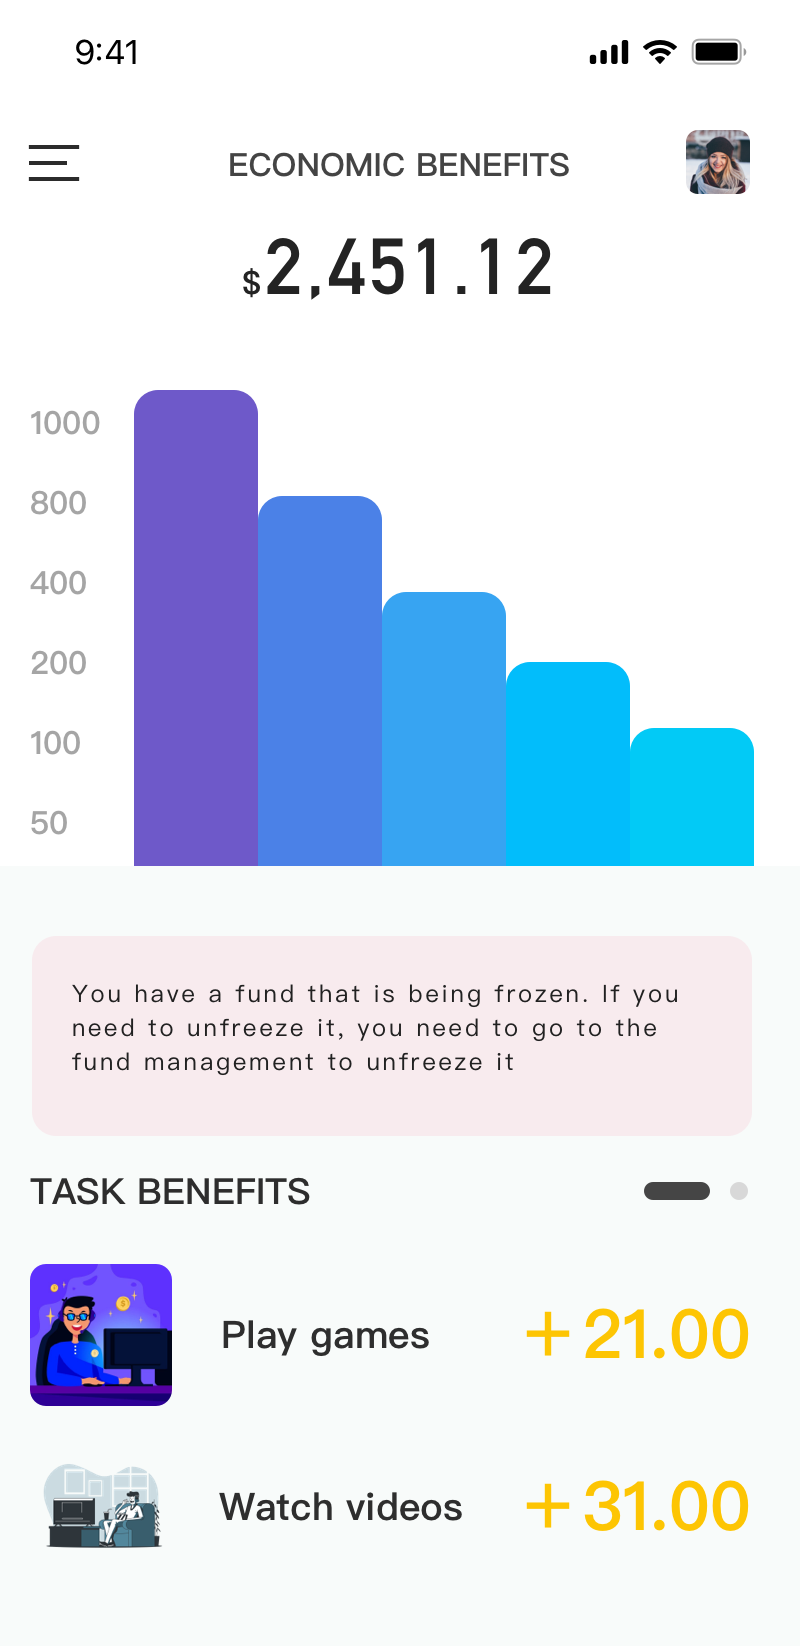 9:41
ECONOMIC BENEFITS
$2,451.12
1000
800
400
200
100
50
You have a fund that is being frozen. If you
need to unfreeze it, you need to go to the
fund management to unfreeze it
TASK BENEFITS
Play games +21.00
Watch videos +31.00